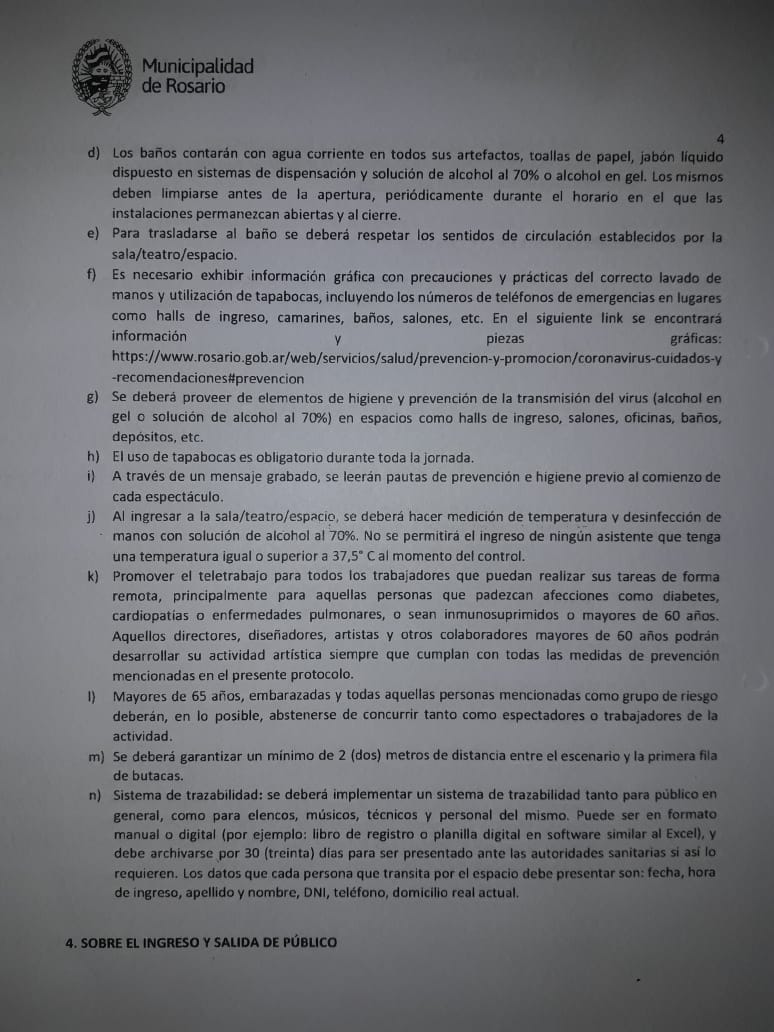 Municipalidad
de Rosario
4
d) Los baños contarán con agua corriente en todos sus artefactos, toallas de papel, jabón líquido
dispuesto en sistemas de dispensación y solución de alcohol al 70% o alcohol en gel. Los mismos
deben limpiarse antes de la apertura, periódicamente durante el horario en el que las
instalaciones permanezcan abiertas y al cierre.
e) Para trasladarse al baño se deberá respetar los sentidos de circulación establecidos por la
sala/teatro/espacio.
f) Es necesario exhibir información gráfica con precauciones y prácticas del correcto lavado de
manos y utilización de tapabocas, incluyendo los números de teléfonos de emergencias en lugares
como halls de ingreso, camarines, baños, salones, etc. En el siguiente link se encontrará
información y piezas gráficas:
https://www.rosario.gob.ar/web/servicios/salud/prevencion-y-promocion/coronavirus-cuidados-y
-recomendaciones#prevencion
g) Se deberá proveer de elementos de higiene y prevención de la transmisión del virus (alcohol en
gel o solución de alcohol al 70%) en espacios como halls de ingreso, salones, oficinas, baños,
depósitos, etc.
h) El uso de tapabocas es obligatorio durante toda la jornada.
i) A través de un mensaje grabado, se leerán pautas de prevención e higiene previo al comienzo de
cada espectáculo.
j) Al ingresar a la sala/teatro/espacio, se deberá hacer medición de temperatura y desinfección de
manos con solución de alcohol al 70%. No se permitirá el ingreso de ningún asistente que tenga
una temperatura igual o superior a 37,5° C al momento del control.
k) Promover el teletrabajo para todos los trabajadores que puedan realizar sus tareas de forma
remota, principalmente para aquellas personas que padezcan afecciones como diabetes,
cardiopatías o enfermedades pulmonares, o sean inmunosuprimidos o mayores de 60 años.
Aquellos directores, diseñadores, artistas y otros colaboradores mayores de 60 años podrán
desarrollar su actividad artística siempre que cumplan con todas las medidas de prevención
mencionadas en el presente protocolo.
l) Mayores de 65 años, embarazadas y todas aquellas personas mencionadas como grupo de riesgo
deberán, en lo posible, abstenerse de concurrir tanto como espectadores o trabajadores de la
actividad.
m) Se deberá garantizar un mínimo de 2 (dos) metros de distancia entre el escenario y la primera fila
de butacas.
n) Sistema de trazabilidad: se deberá implementar un sistema de trazabilidad tanto para público en
general, como para elencos, músicos, técnicos y personal del mismo. Puede ser en formato
manual o digital (por ejemplo: libro de registro o planilla digital en software similar al Excel), y
debe archivarse por 30 (treinta) días para ser presentado ante las autoridades sanitarias si así lo
requieren. Los datos que cada persona que transita por el espacio debe presentar son: fecha, hora
de ingreso, apellido y nombre, DNI, teléfono, domicilio real actual.
4. SOBRE EL INGRESO Y SALIDA DE PÚBLICO